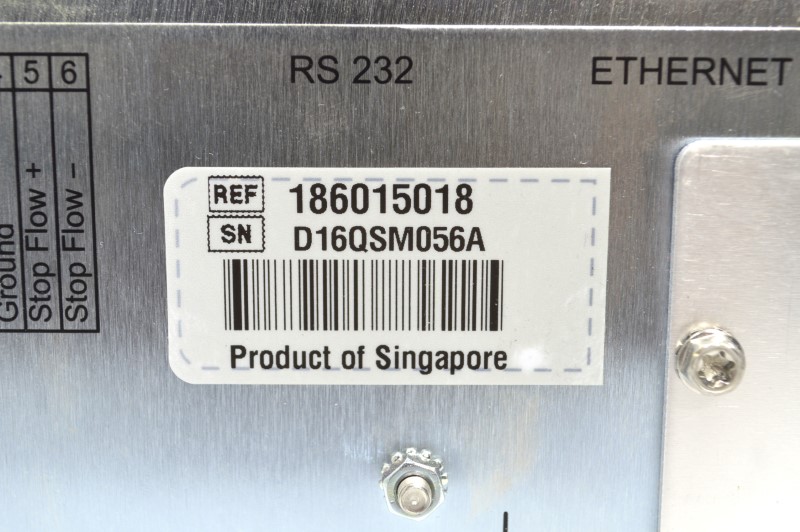 RS 232
ETHERNET
5 6
Ground
Stop Flow +
Stop Flow –
REF 186015018
SN D16QSM056A
Product of Singapore